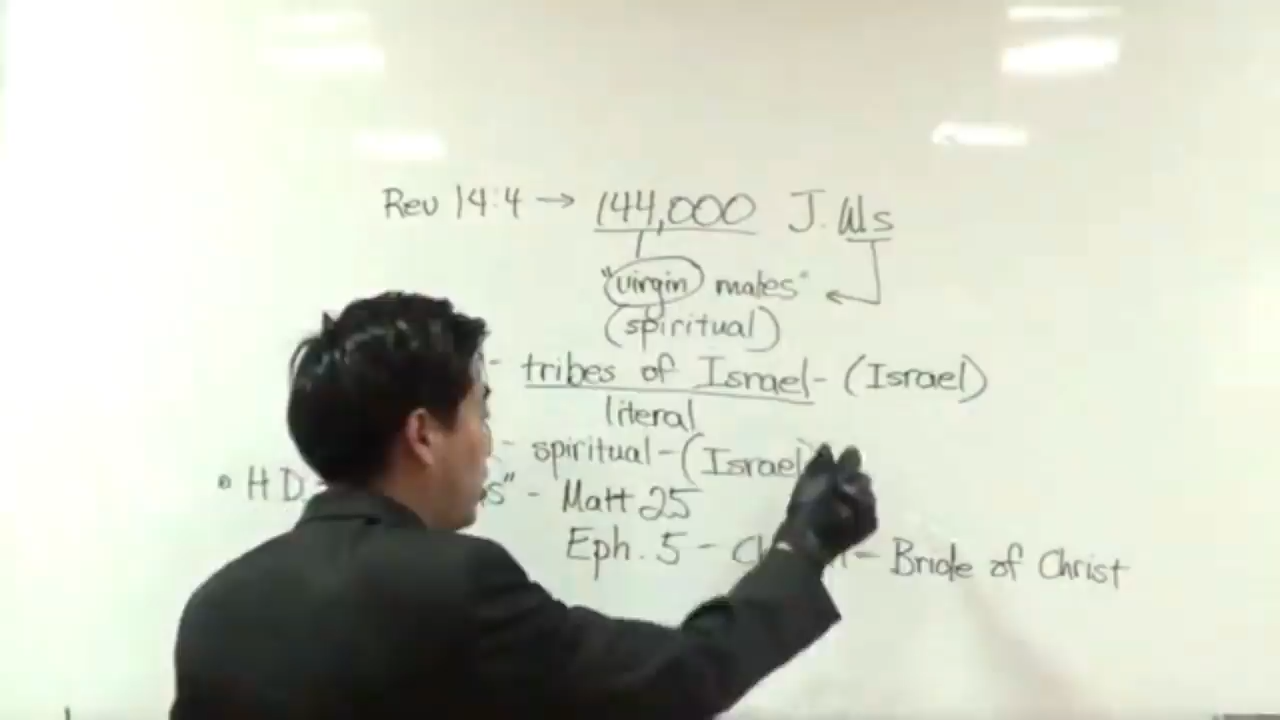 Rev 14:4 → 144,000 J.Ws
"virgin males"
(spiritual)
- tribes of Israel - (Israel)
literal
- spiritual - (Israel)
• HD s" - Matt 25
Eph. 5 - - Bride of Christ